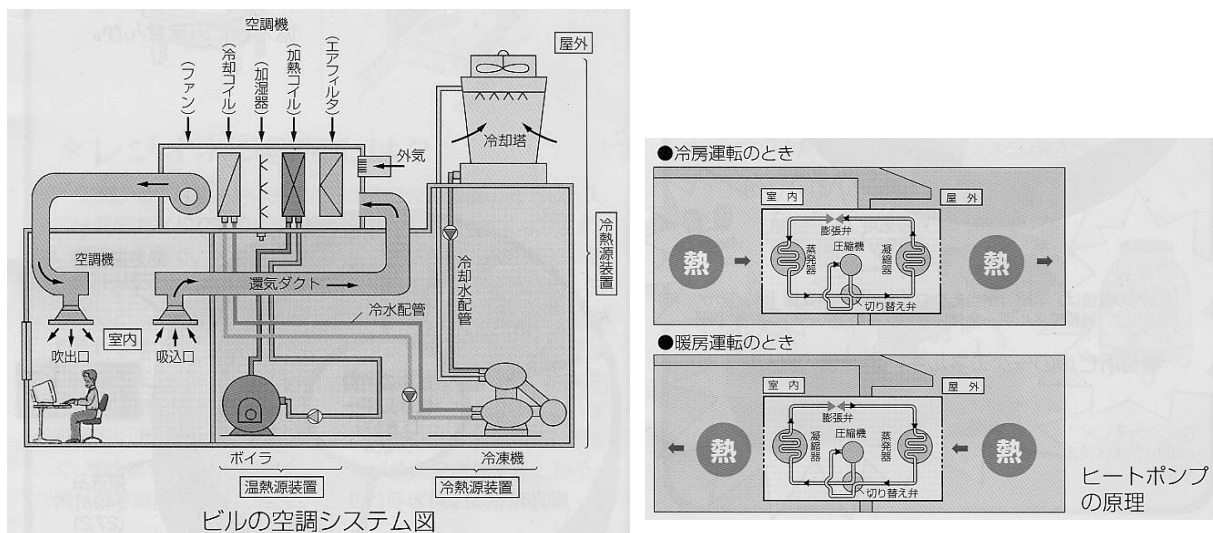 空調機
屋外
(ファン)
(冷却コイル)
(加湿器)
(加熱コイル)
(エアフィルタ)
外気
冷却塔
冷熱源装置
空調機
還気ダクト
冷却水配管
冷水配管
室内
吹出口
吸込口
ボイラ
冷凍機
温熱源装置
冷熱源装置
ビルの空調システム図
●冷房運転のとき
室内
屋外
膨張弁
圧縮機
蒸発器
凝縮器
熱
熱
切り替え弁
●暖房運転のとき
室内
屋外
膨張弁
圧縮機
凝縮器
蒸発器
熱
熱
切り替え弁
ヒートポンプ
の原理